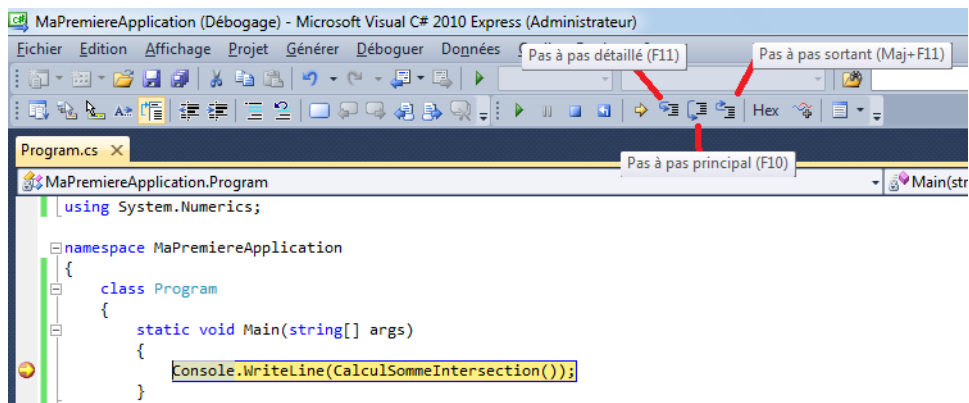 MaPremiereApplication (Débogage) - Microsoft Visual C# 2010 Express (Administrateur)
Fichier Edition Affichage Projet Générer Déboguer Données
Pas à pas détaillé (F11)
Pas à pas sortant (Maj+F11)
Hex
Program.cs
Pas à pas principal (F10)
MaPremiereApplication.Program
Main(str
using System.Numerics;
namespace MaPremiereApplication
{
class Program
{
static void Main(string[] args)
{
Console.WriteLine(CalculSommeIntersection());
}